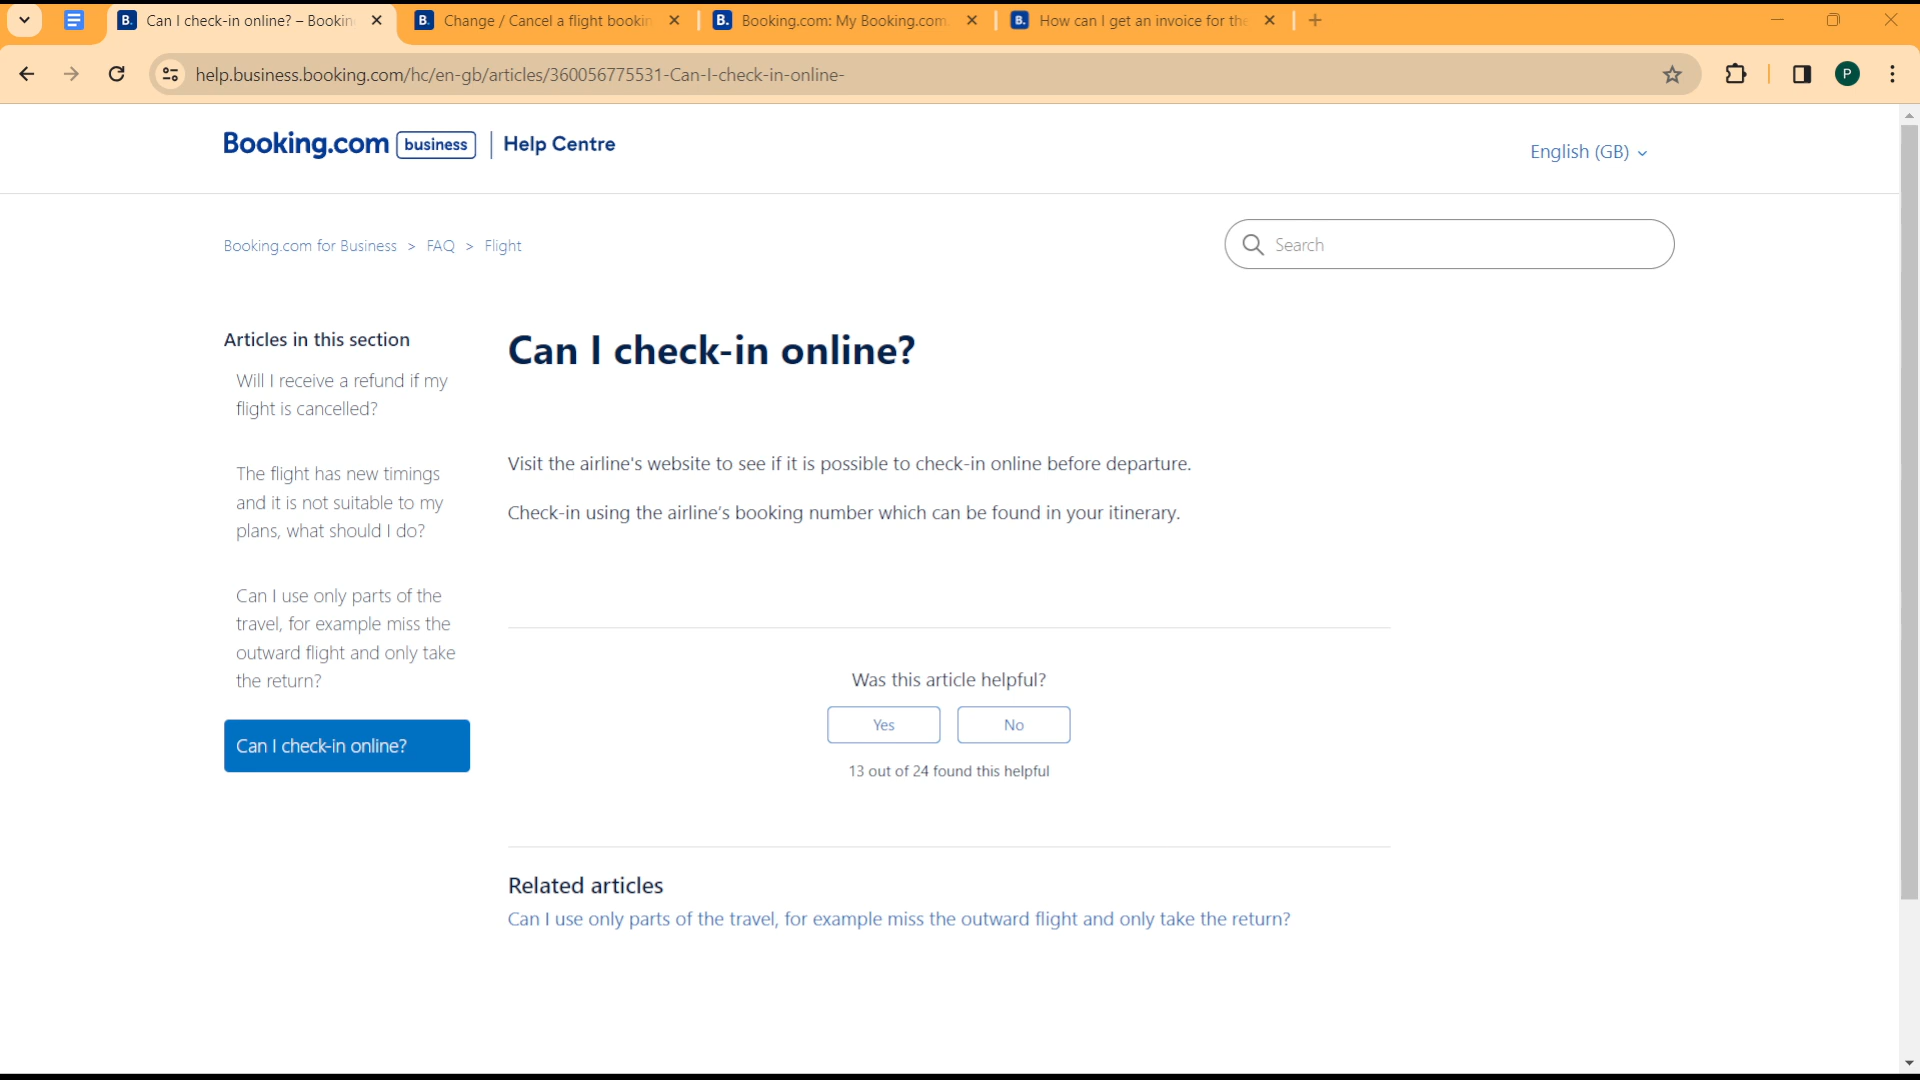 Can I check-in online? – Bookin
Change / Cancel a flight bookin
Booking.com: My Booking.com
How can I get an invoice for the
help.business.booking.com/hc/en-gb/articles/360056775531-Can-I-check-in-online-
P
Booking.com business | Help Centre
English (GB)
Booking.com for Business > FAQ > Flight
Search
Articles in this section
Will I receive a refund if my
flight is cancelled?
The flight has new timings
and it is not suitable to my
plans, what should I do?
Can I use only parts of the
travel, for example miss the
outward flight and only take
the return?
Can I check-in online?
Can I check-in online?
Visit the airline's website to see if it is possible to check-in online before departure.
Check-in using the airline’s booking number which can be found in your itinerary.
Was this article helpful?
Yes No
13 out of 24 found this helpful
Related articles
Can I use only parts of the travel, for example miss the outward flight and only take the return?